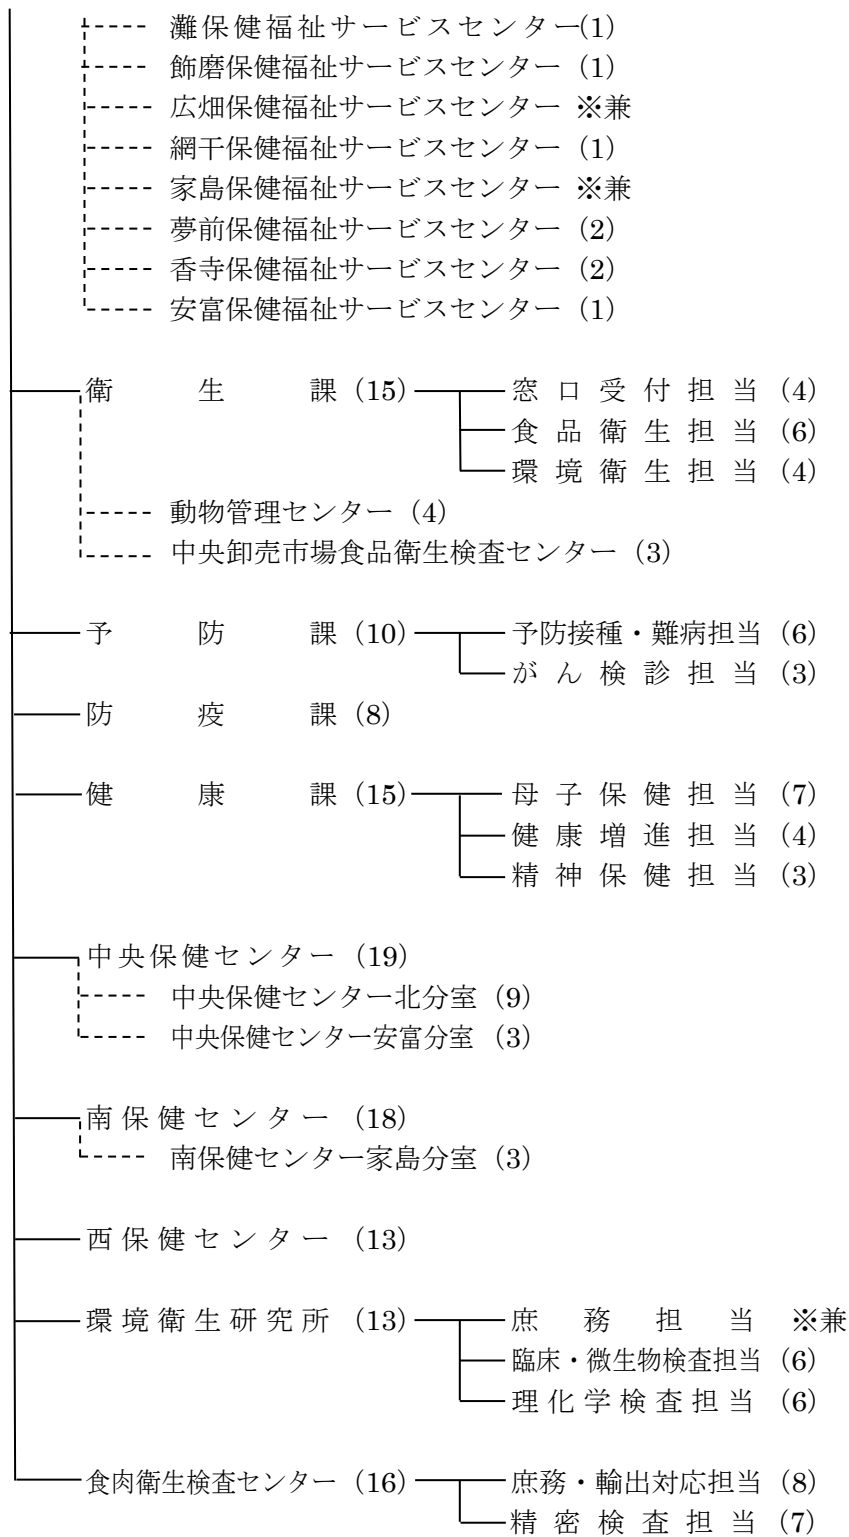 灘保健福祉サービスセンター(1)
飾磨保健福祉サービスセンター（1）
広畑保健福祉サービスセンター ※兼
網干保健福祉サービスセンター（1）
家島保健福祉サービスセンター ※兼
夢前保健福祉サービスセンター（2）
香寺保健福祉サービスセンター（2）
安富保健福祉サービスセンター（1）
衛生課（15） 窓口受付担当（4）
食品衛生担当（6）
環境衛生担当（4）
動物管理センター（4）
中央卸売市場食品衛生検査センター（3）
予防課（10） 予防接種・難病担当（6）
がん検診担当（3）
防疫課（8）
健康課（15） 母子保健担当（7）
健康増進担当（4）
精神保健担当（3）
中央保健センター（19）
中央保健センター北分室（9）
中央保健センター安富分室（3）
南保健センター（18）
南保健センター家島分室（3）
西保健センター（13）
環境衛生研究所（13） 庶務担当 ※兼
臨床・微生物検査担当（6）
理化学検査担当（6）
食肉衛生検査センター（16） 庶務・輸出対応担当（8）
精密検査担当（7）